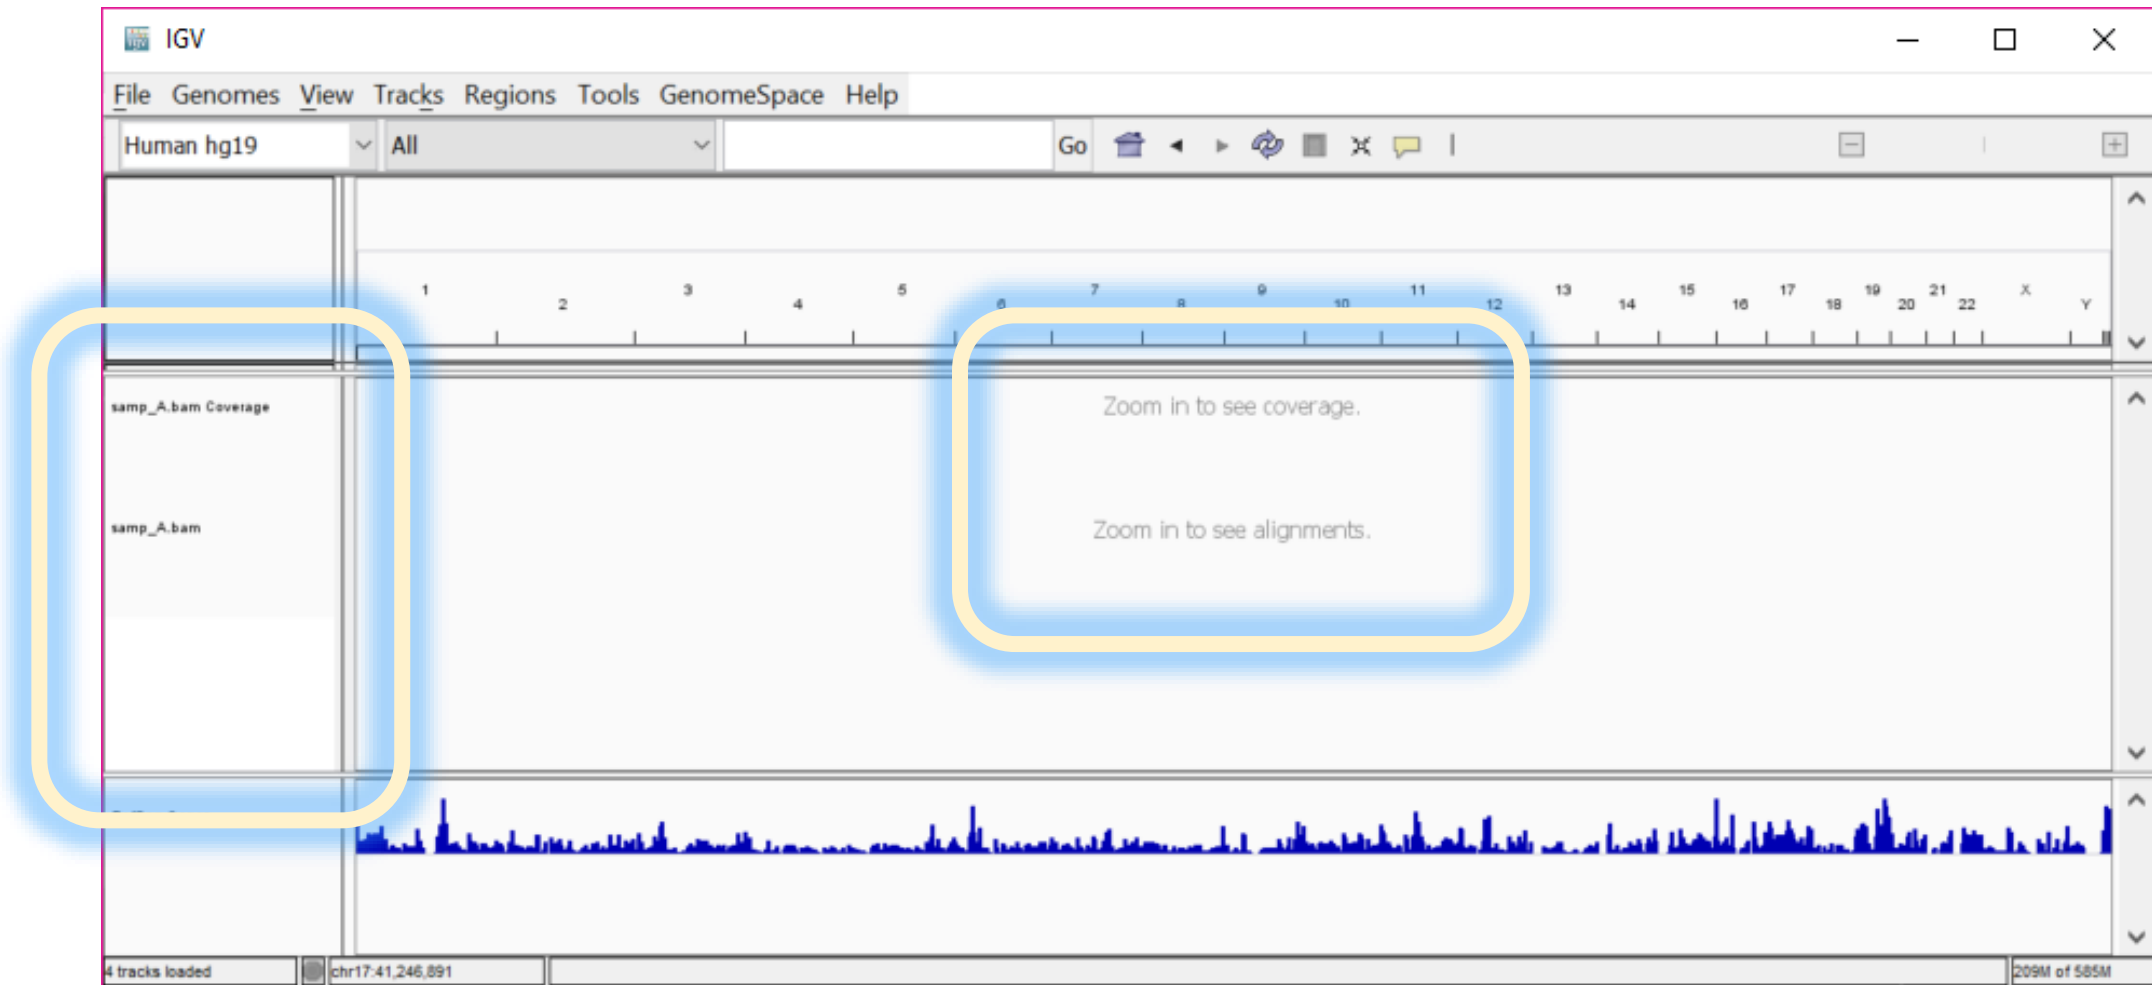 IGV
File Genomes View Tracks Regions Tools GenomeSpace Help
Human hg19 All Go
1 2 3 4 5 6 7 8 9 10 11 12 13 14 15 16 17 18 19 20 21 22 X Y
samp_A.bam Coverage
Zoom in to see coverage.
samp_A.bam
Zoom in to see alignments.
4 tracks loaded
chr17:41,246,891
209M of 585M